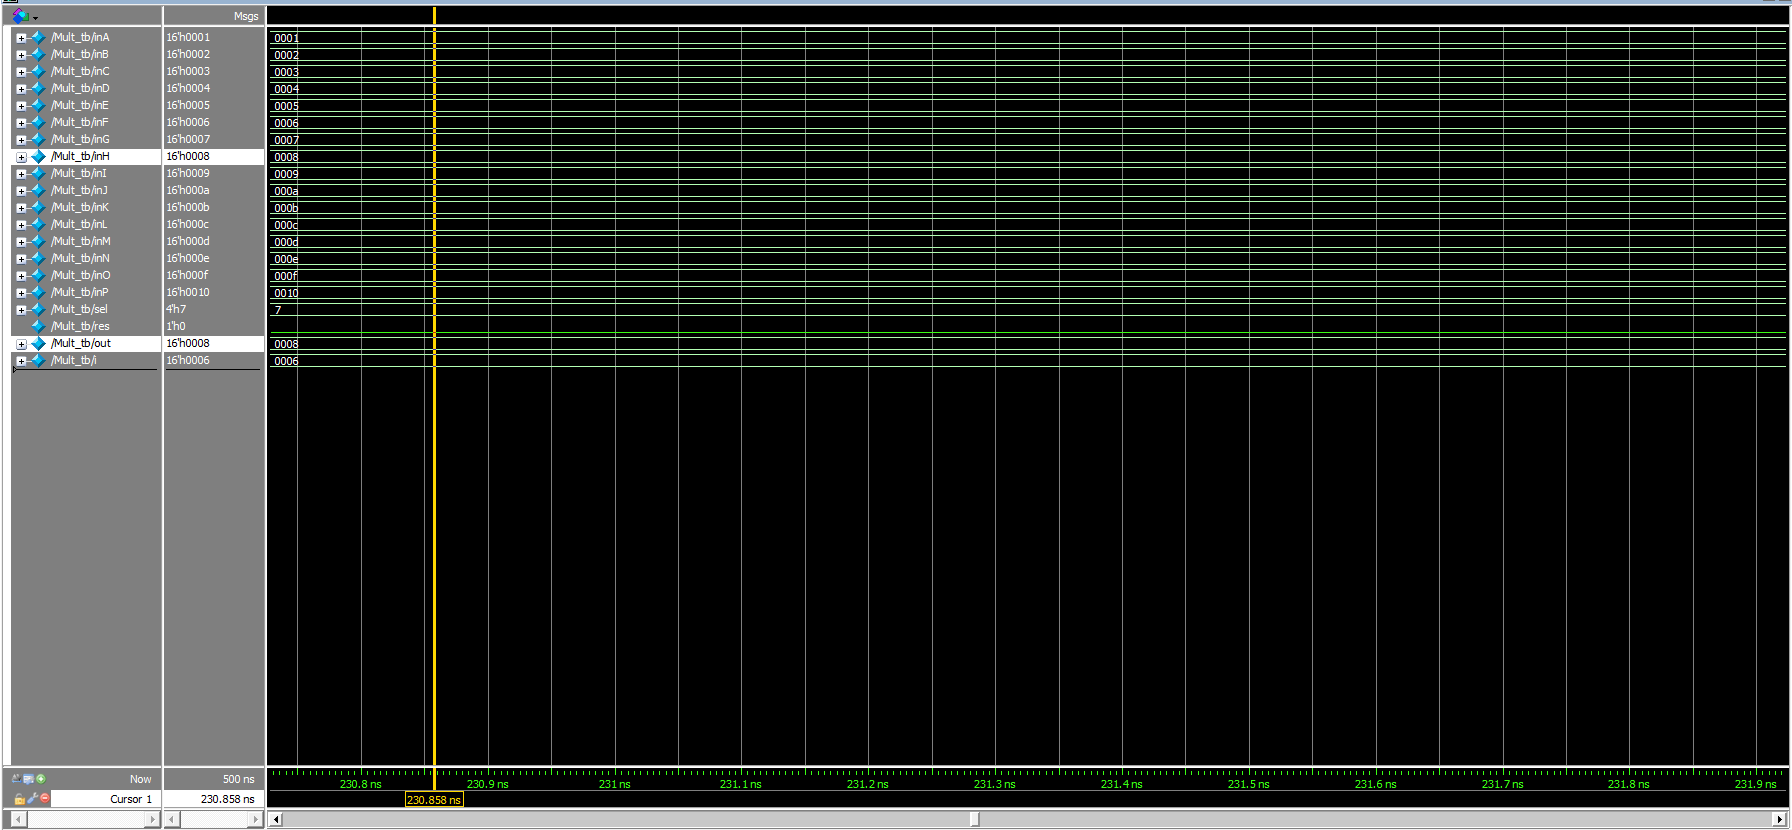 Msgs
/Mult_tb/inA 16'h0001 0001
/Mult_tb/inB 16'h0002 0002
/Mult_tb/inC 16'h0003 0003
/Mult_tb/inD 16'h0004 0004
/Mult_tb/inE 16'h0005 0005
/Mult_tb/inF 16'h0006 0006
/Mult_tb/inG 16'h0007 0007
/Mult_tb/inH 16'h0008 0008
/Mult_tb/inI 16'h0009 0009
/Mult_tb/inJ 16'h000a 000a
/Mult_tb/inK 16'h000b 000b
/Mult_tb/inL 16'h000c 000c
/Mult_tb/inM 16'h000d 000d
/Mult_tb/inN 16'h000e 000e
/Mult_tb/inO 16'h000f 000f
/Mult_tb/inP 16'h0010 0010
/Mult_tb/sel 4'h7 7
/Mult_tb/res 1'h0
/Mult_tb/out 16'h0008 0008
/Mult_tb/i 16'h0006 0006
Now 500 ns 230.8 ns 230.9 ns 231 ns 231.1 ns 231.2 ns 231.3 ns 231.4 ns 231.5 ns 231.6 ns 231.7 ns 231.8 ns 231.9 ns
Cursor 1 230.858 ns 230.858 ns